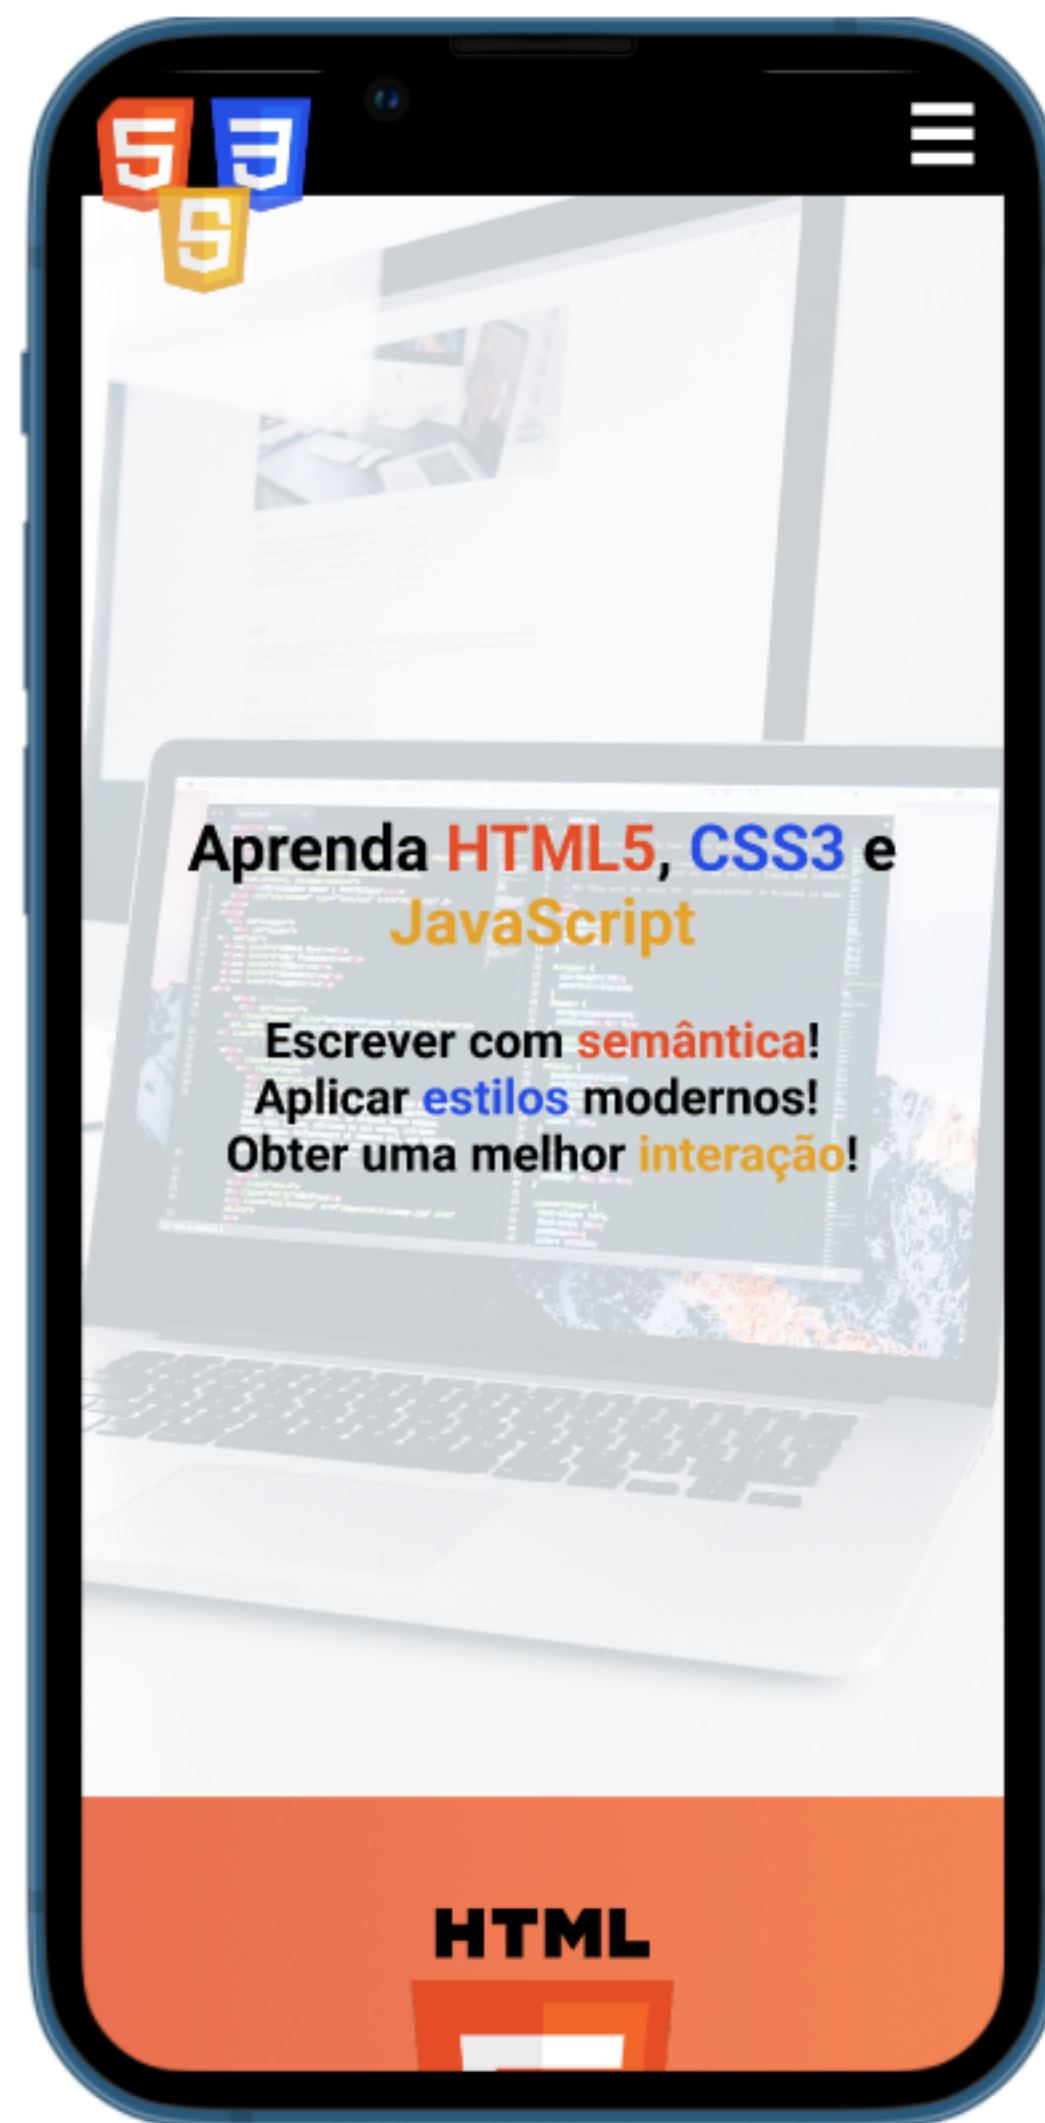 Aprenda HTML5, CSS3 e
JavaScript
Escrever com semântica!
Aplicar estilos modernos!
Obter uma melhor interação!
HTML